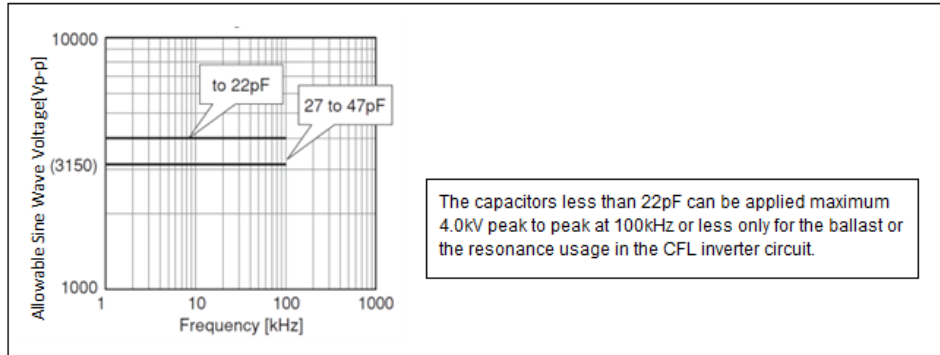 10000
to 22pF
27 to 47pF
(3150)
1000
1 10 100 1000
Frequency [kHz]
Allowable Sine Wave Voltage[Vp-p]
The capacitors less than 22pF can be applied maximum
4.0kV peak to peak at 100kHz or less only for the ballast or
the resonance usage in the CFL inverter circuit.